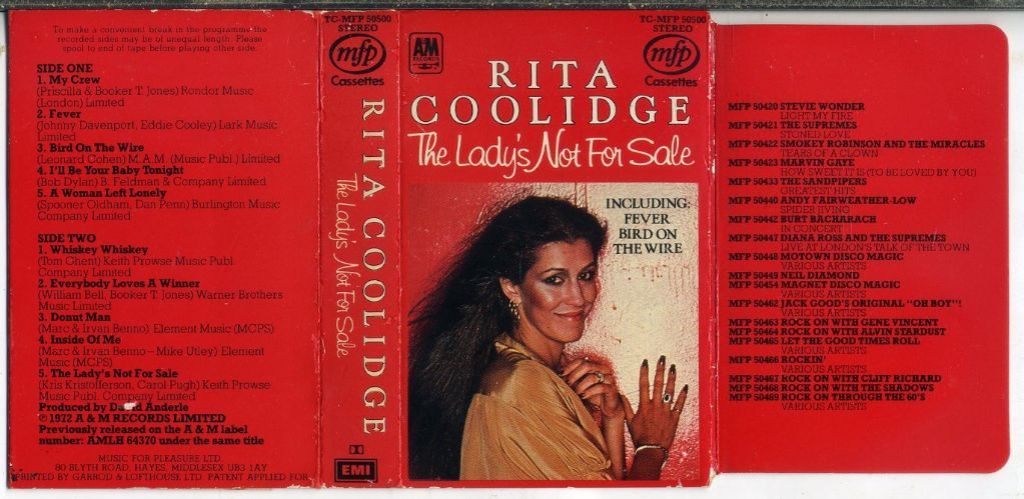 To make a convenient break in the programme the
recorded sides may be of unequal length. Please
spool to end of tape before playing other side.
SIDE ONE
1. My Crew
(Priscilla & Booker T. Jones) Rondor Music
(London) Limited
2. Fever
(Johnny Davenport, Eddie Cooley) Lark Music
Limited
3. Bird On The Wire
(Leonard Cohen) M.A.M. (Music Publ.) Limited
4. I'll Be Your Baby Tonight
(Bob Dylan) B. Feldman & Company Limited
5. A Woman Left Lonely
(Spooner Oldham, Dan Penn) Burlington Music
Company Limited
SIDE TWO
1. Whiskey Whiskey
(Tom Ghent) Keith Prowse Music Publ.
Company Limited
2. Everybody Loves A Winner
(William Bell, Booker T. Jones) Warner Brothers
Music Limited
3. Donut Man
(Marc & Irvan Benno) Element Music (MCPS)
4. Inside Of Me
(Marc & Irvan Benno – Mike Utley) Element
Music (MCPS)
5. The Lady's Not For Sale
(Kris Kristofferson, Carol Pugh) Keith Prowse
Music Publ. Company Limited
Produced by David Anderle
℗ 1972 A & M RECORDS LIMITED
Previously released on the A & M label
number: AMLH 64370 under the same title
MUSIC FOR PLEASURE LTD
80 BLYTH ROAD, HAYES, MIDDLESEX UB3 1AY
PRINTED BY GARROD & LOFTHOUSE LTD PATENT APPLIED FOR
TC-MFP 50500
STEREO
mfp
Cassettes
RITA COOLIDGE
The Lady's Not For Sale
EMI
A&M
RECORDS
TC-MFP 50500
STEREO
mfp
Cassettes
RITA
COOLIDGE
The Lady's Not For Sale
INCLUDING:
FEVER
BIRD ON
THE WIRE
MFP 50420 STEVIE WONDER
LIGHT MY FIRE
MFP 50421 THE SUPREMES
STONED LOVE
MFP 50422 SMOKEY ROBINSON AND THE MIRACLES
TEARS OF A CLOWN
MFP 50423 MARVIN GAYE
HOW SWEET IT IS (TO BE LOVED BY YOU)
MFP 50433 THE SANDPIPERS
GREATEST HITS
MFP 50440 ANDY FAIRWEATHER-LOW
SPIDER JIVING
MFP 50442 BURT BACHARACH
IN CONCERT
MFP 50447 DIANA ROSS AND THE SUPREMES
LIVE AT LONDON'S TALK OF THE TOWN
MFP 50448 MOTOWN DISCO MAGIC
VARIOUS ARTISTS
MFP 50449 NEIL DIAMOND
MFP 50454 MAGNET DISCO MAGIC
VARIOUS ARTISTS
MFP 50462 JACK GOOD'S ORIGINAL "OH BOY"!
VARIOUS ARTISTS
MFP 50463 ROCK ON WITH GENE VINCENT
MFP 50464 ROCK ON WITH ALVIN STARDUST
MFP 50465 LET THE GOOD TIMES ROLL
VARIOUS ARTISTS
MFP 50466 ROCKIN'
VARIOUS ARTISTS
MFP 50467 ROCK ON WITH CLIFF RICHARD
MFP 50468 ROCK ON WITH THE SHADOWS
MFP 50469 ROCK ON THROUGH THE 60'S
VARIOUS ARTISTS